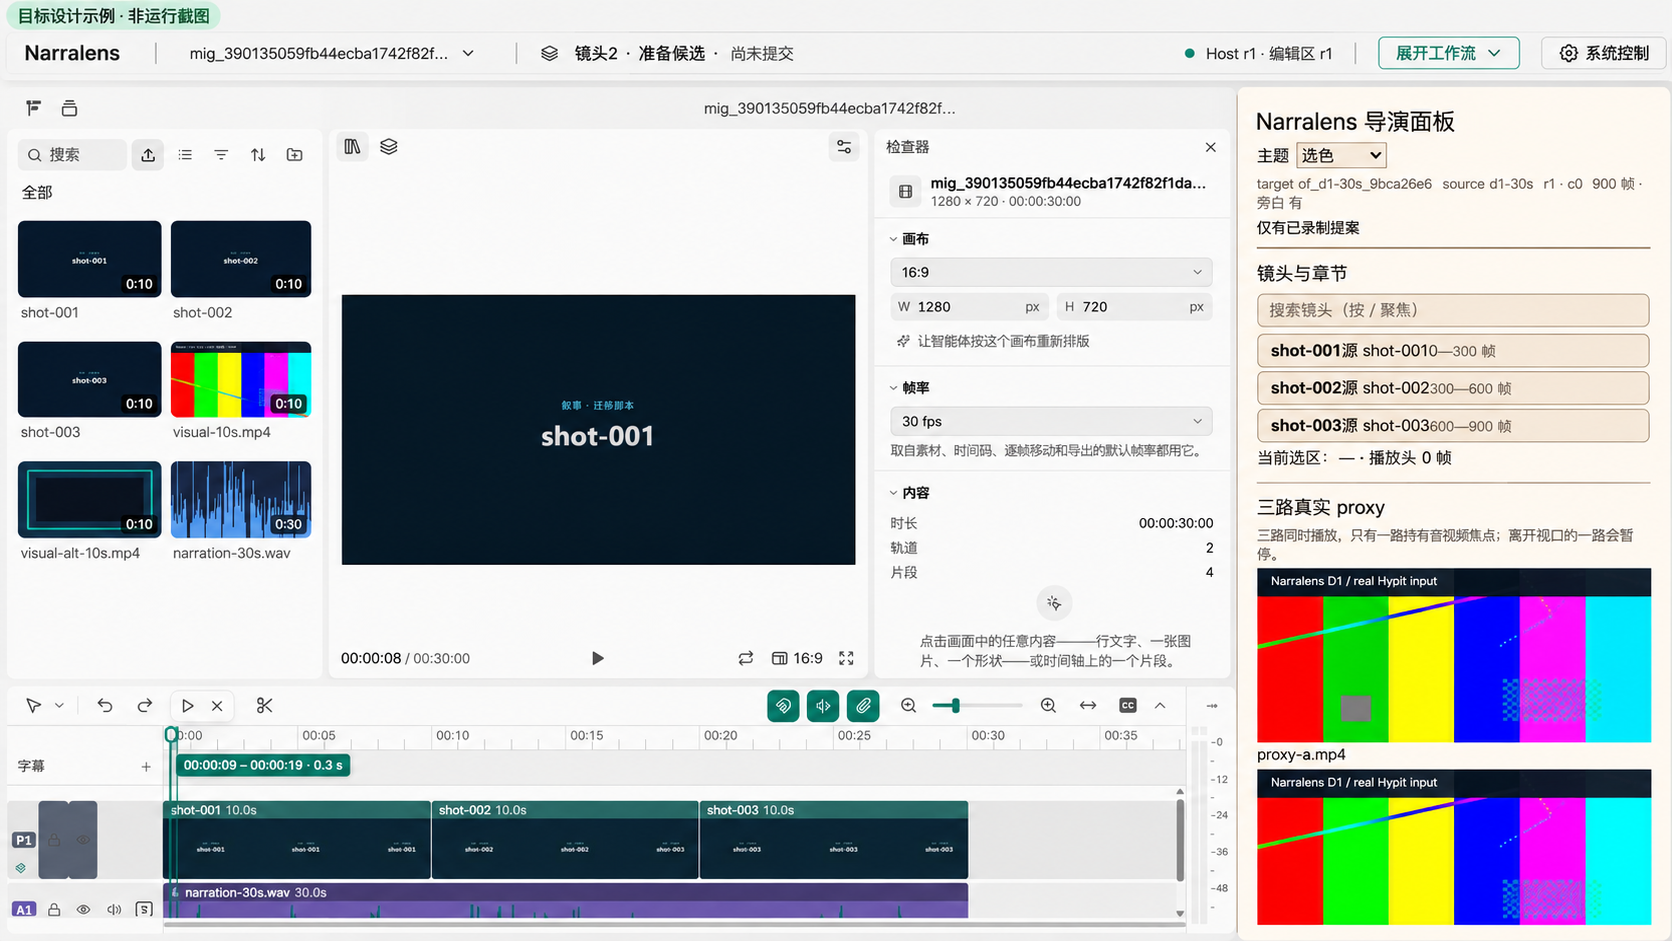 目标设计示例 · 非运行截图
Narralens
mig_390135059fb44ecba1742f82f...
镜头2 · 准备候选 · 尚未提交
Host r1 · 编辑区 r1
展开工作流
系统控制
mig_390135059fb44ecba1742f82f...
搜索
全部
shot-001
0:10
shot-002
0:10
shot-001
shot-002
shot-003
0:10
0:10
shot-003
visual-10s.mp4
0:10
0:30
visual-alt-10s.mp4
narration-30s.wav
shot-001
00:00:08 / 00:30:00
16:9
检查器
mig_390135059fb44ecba1742f82f1da...
1280 × 720 · 00:00:30:00
画布
16:9
W 1280 px
H 720 px
让智能体按这个画布重新排版
帧率
30 fps
取自素材、时间码、逐帧移动和导出的默认帧率都用它。
内容
时长 00:00:30:00
轨道 2
片段 4
点击画面中的任意内容———行文字、一张图
片、一个形状——或时间轴上的一个片段。
Narralens 导演面板
主题 选色
target of_d1-30s_9bca26e6 source d1-30s r1 · c0 900 帧 ·
旁白 有
仅有已录制提案
镜头与章节
搜索镜头（按 / 聚焦）
shot-001源 shot-0010—300 帧
shot-002源 shot-002300—600 帧
shot-003源 shot-003600—900 帧
当前选区： — · 播放头 0 帧
三路真实 proxy
三路同时播放，只有一路持有音视频焦点；离开视口的一路会暂
停。
Narralens D1 / real Hypit input
proxy-a.mp4
Narralens D1 / real Hypit input
CC
0:00
00:05
00:10
00:15
00:20
00:25
00:30
00:35
字幕
00:00:09 – 00:00:19 · 0.3 s
P1
shot-001 10.0s
shot-002 10.0s
shot-003 10.0s
shot-001
shot-001
shot-001
shot-002
shot-002
shot-003
shot-003
shot-003
shot-003
A1
S
narration-30s.wav 30.0s
-0
-12
-24
-36
-48